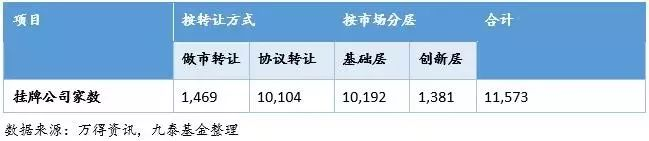 项目 按转让方式 按市场分层 合计
做市转让 协议转让 基础层 创新层
挂牌公司家数 1,469 10,104 10,192 1,381 11,573
数据来源：万得资讯，九泰基金整理